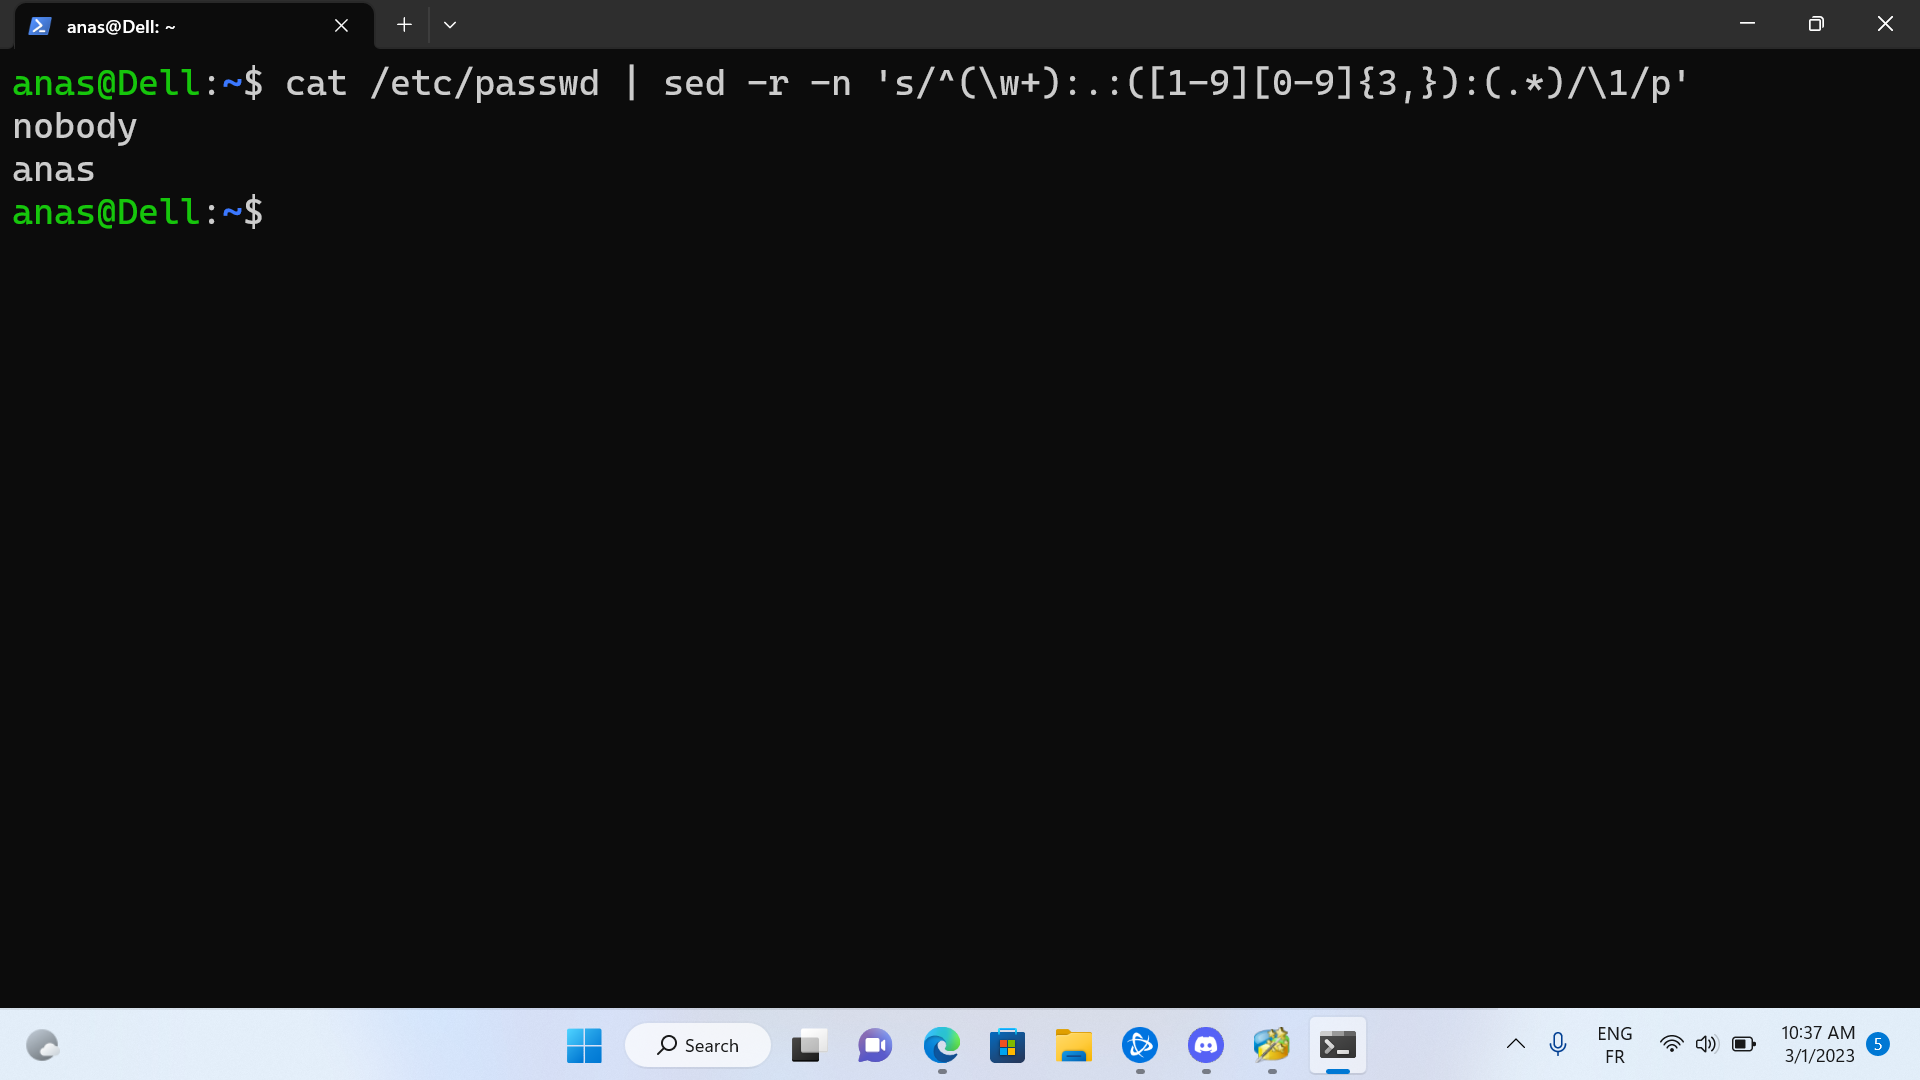 anas@Dell: ~
anas@Dell:~$ cat /etc/passwd | sed -r -n 's/^(\w+):.:([1-9][0-9]{3,}):(.*)/\1/p'
nobody
anas
anas@Dell:~$
Search
ENG
FR
10:37 AM
3/1/2023
5